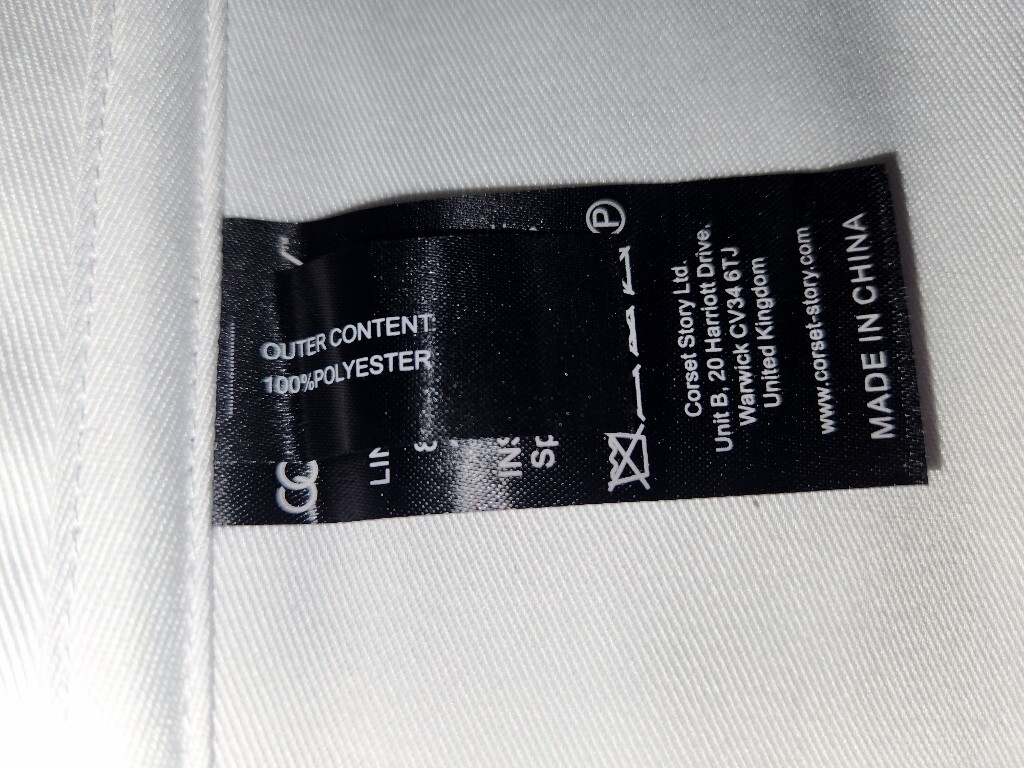 OUTER CONTENT
100%POLYESTER
Ⓟ
Corset Story Ltd.
Unit B, 20 Harriott Drive.
Warwick CV34 6TJ
United Kingdom
www.corset-story.com
MADE IN CHINA